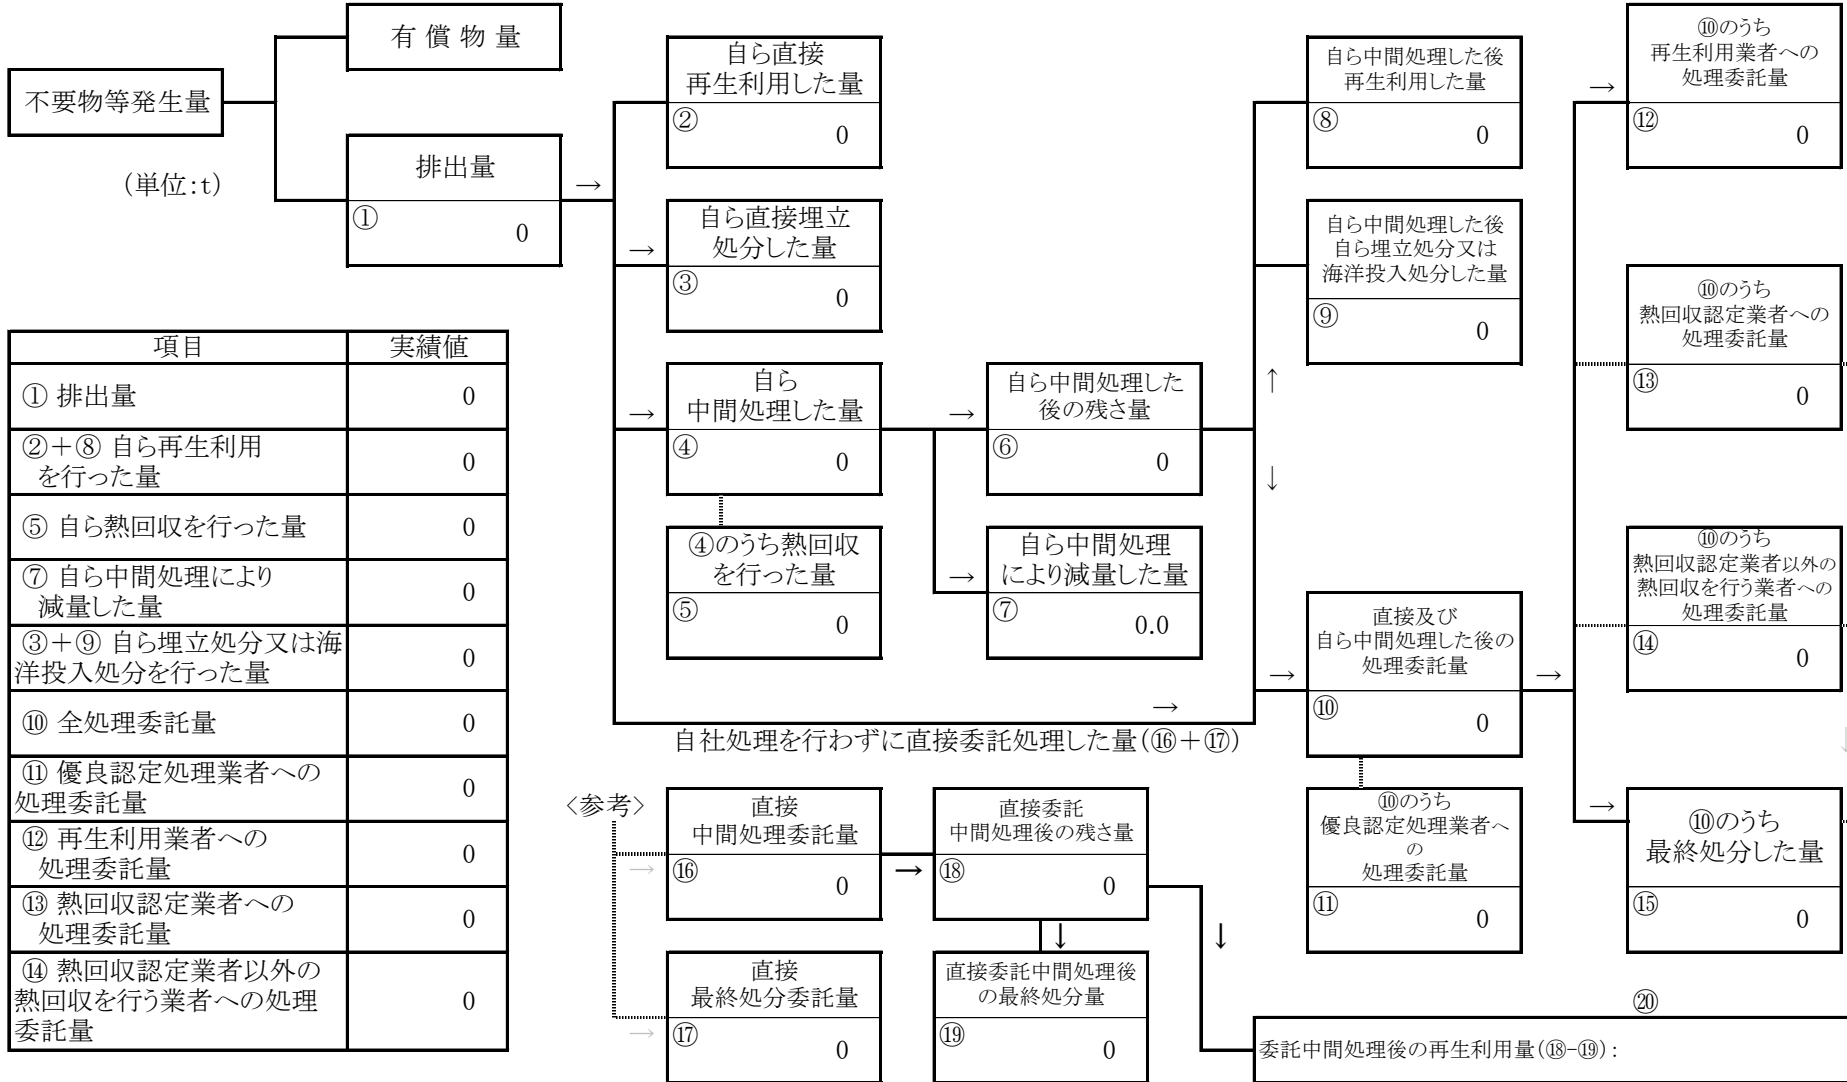 有 償 物 量
不要物等発生量
(単位:t)
排出量
①
0
→
自ら直接
再生利用した量
②
0
→
自ら直接埋立
処分した量
③
0
→
自ら
中間処理した量
④
0
④のうち熱回収
を行った量
⑤
0
→
自ら中間処理した
後の残さ量
⑥
0
→
自ら中間処理
により減量した量
⑦
0.0
↑
↓
自ら中間処理した後
再生利用した量
⑧
0
自ら中間処理した後
自ら埋立処分又は
海洋投入処分した量
⑨
0
→
直接及び
自ら中間処理した後の
処理委託量
⑩
0
→
⑩のうち
優良認定処理業者へ
の
処理委託量
⑪
0
→
⑩のうち
再生利用業者への
処理委託量
⑫
0
⑩のうち
熱回収認定業者への
処理委託量
⑬
0
⑩のうち
熱回収認定業者以外の
熱回収を行う業者への
処理委託量
⑭
0
↓
→
⑩のうち
最終処分した量
⑮
0
→
自社処理を行わずに直接委託処理した量(⑯+⑰)
〈参考〉
→
直接
中間処理委託量
⑯
0
→
直接委託
中間処理後の残さ量
⑱
0
↓
↓
→
直接
最終処分委託量
⑰
0
直接委託中間処理後
の最終処分量
⑲
0
⑳
委託中間処理後の再生利用量(⑱-⑲):
項目 実績値
① 排出量 0
②+⑧ 自ら再生利用
を行った量
0
⑤ 自ら熱回収を行った量 0
⑦ 自ら中間処理により
減量した量
0
③+⑨ 自ら埋立処分又は海
洋投入処分を行った量
0
⑩ 全処理委託量 0
⑪ 優良認定処理業者への
処理委託量
0
⑫ 再生利用業者への
処理委託量
0
⑬ 熱回収認定業者への
処理委託量
0
⑭ 熱回収認定業者以外の
熱回収を行う業者への処理
委託量
0